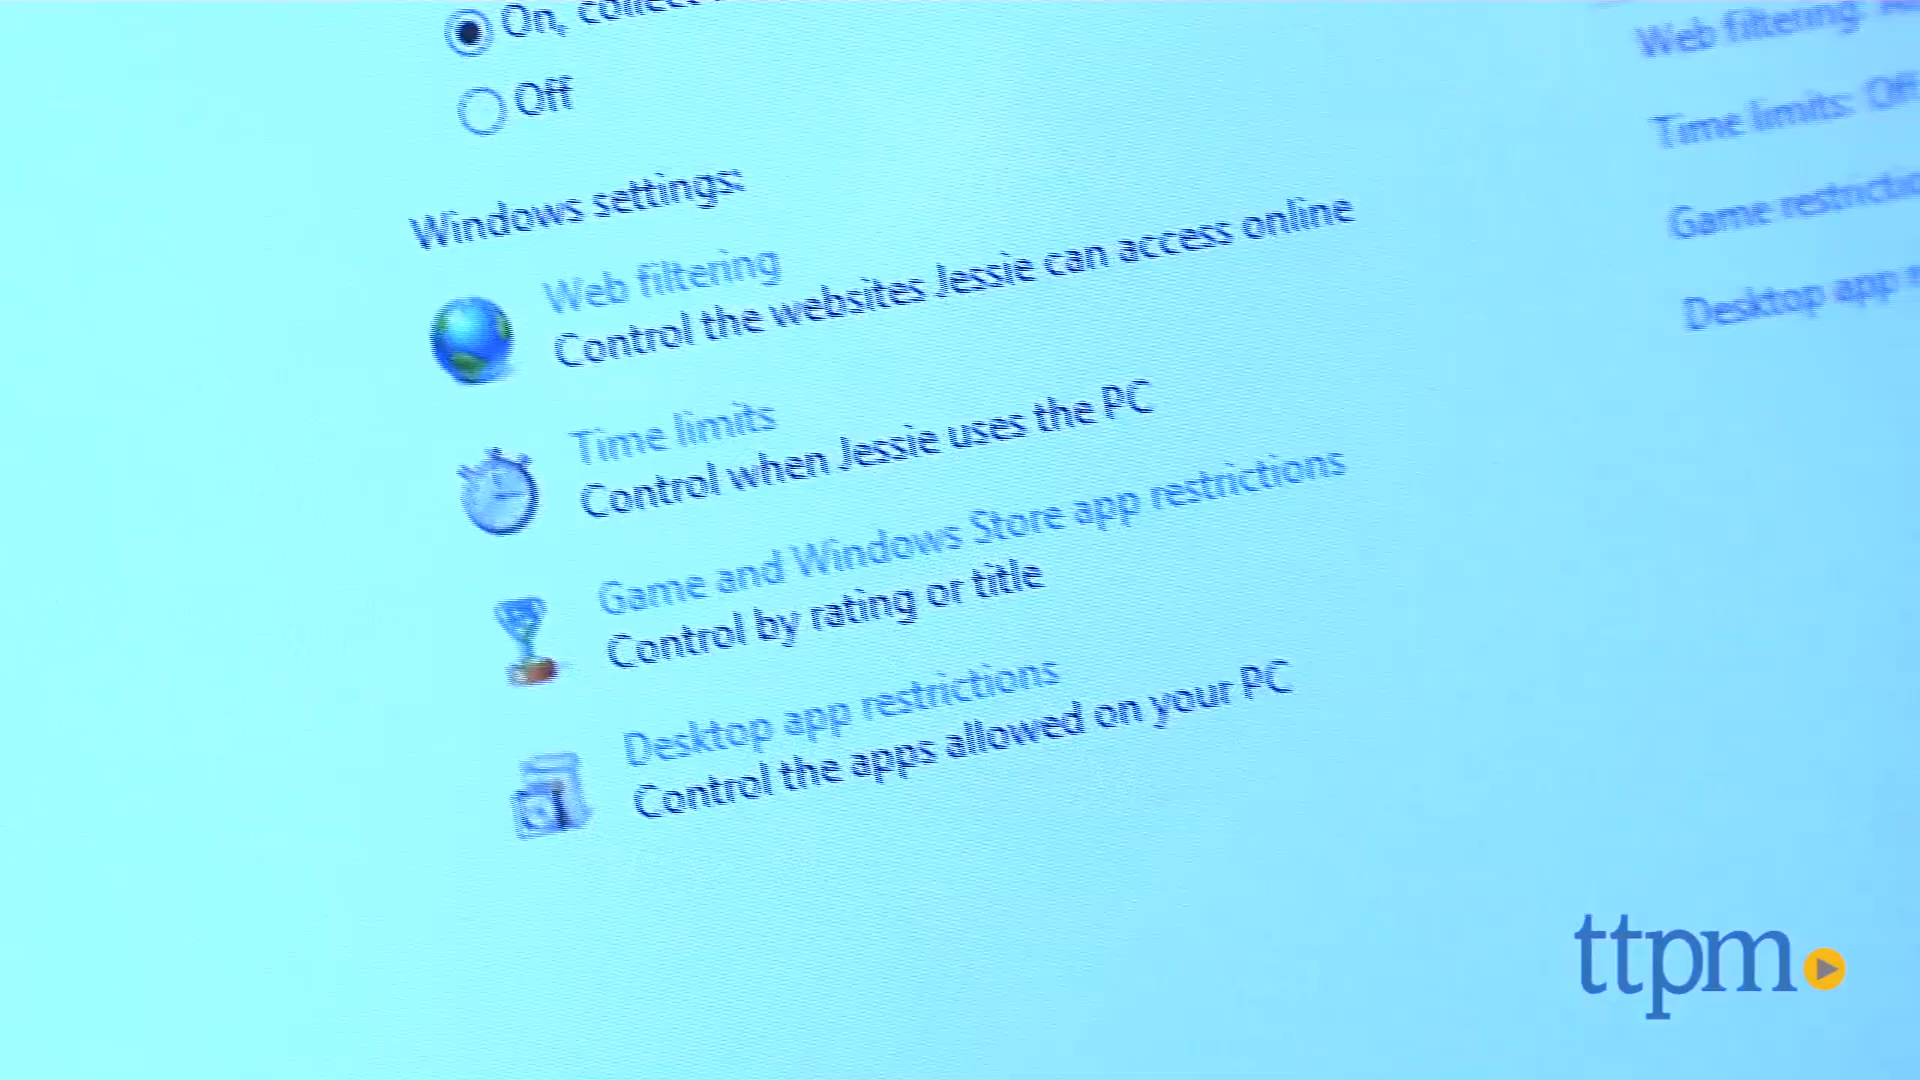 On,
Off
Windows settings:
Web filtering
Control the websites Jessie can access online
Time limits
Control when Jessie uses the PC
Game and Windows Store app restrictions
Control by rating or title
Desktop app restrictions
Control the apps allowed on your PC
Web filtering:
Time limits: Off
Game
Desktop app
ttpm